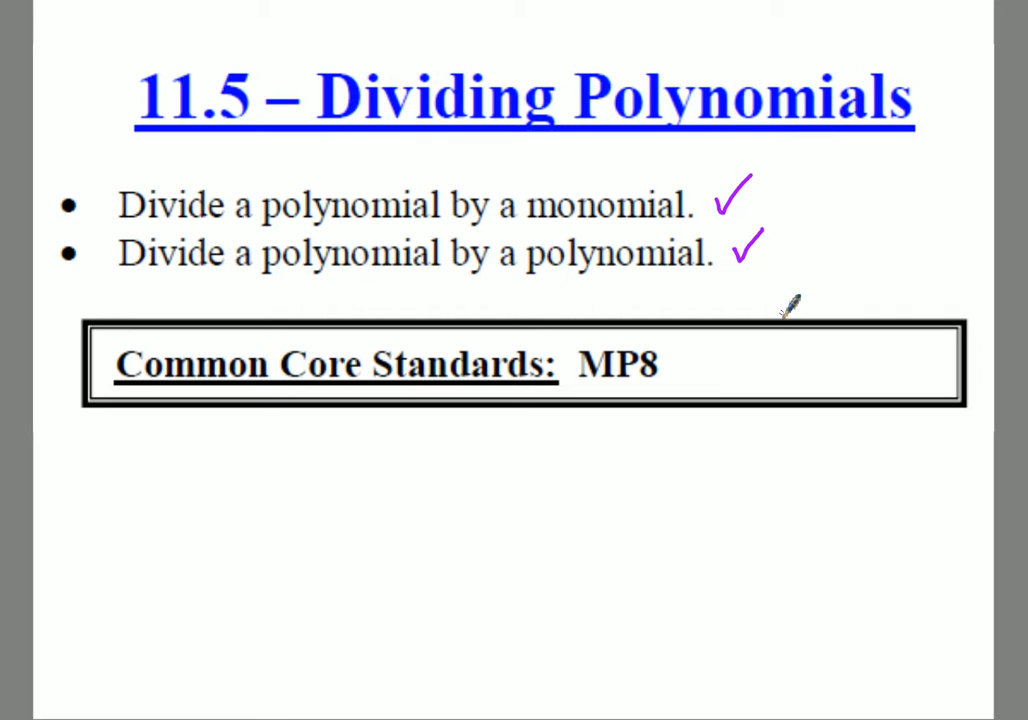 11.5 – Dividing Polynomials
• Divide a polynomial by a monomial. ✓
• Divide a polynomial by a polynomial. ✓
Common Core Standards: MP8